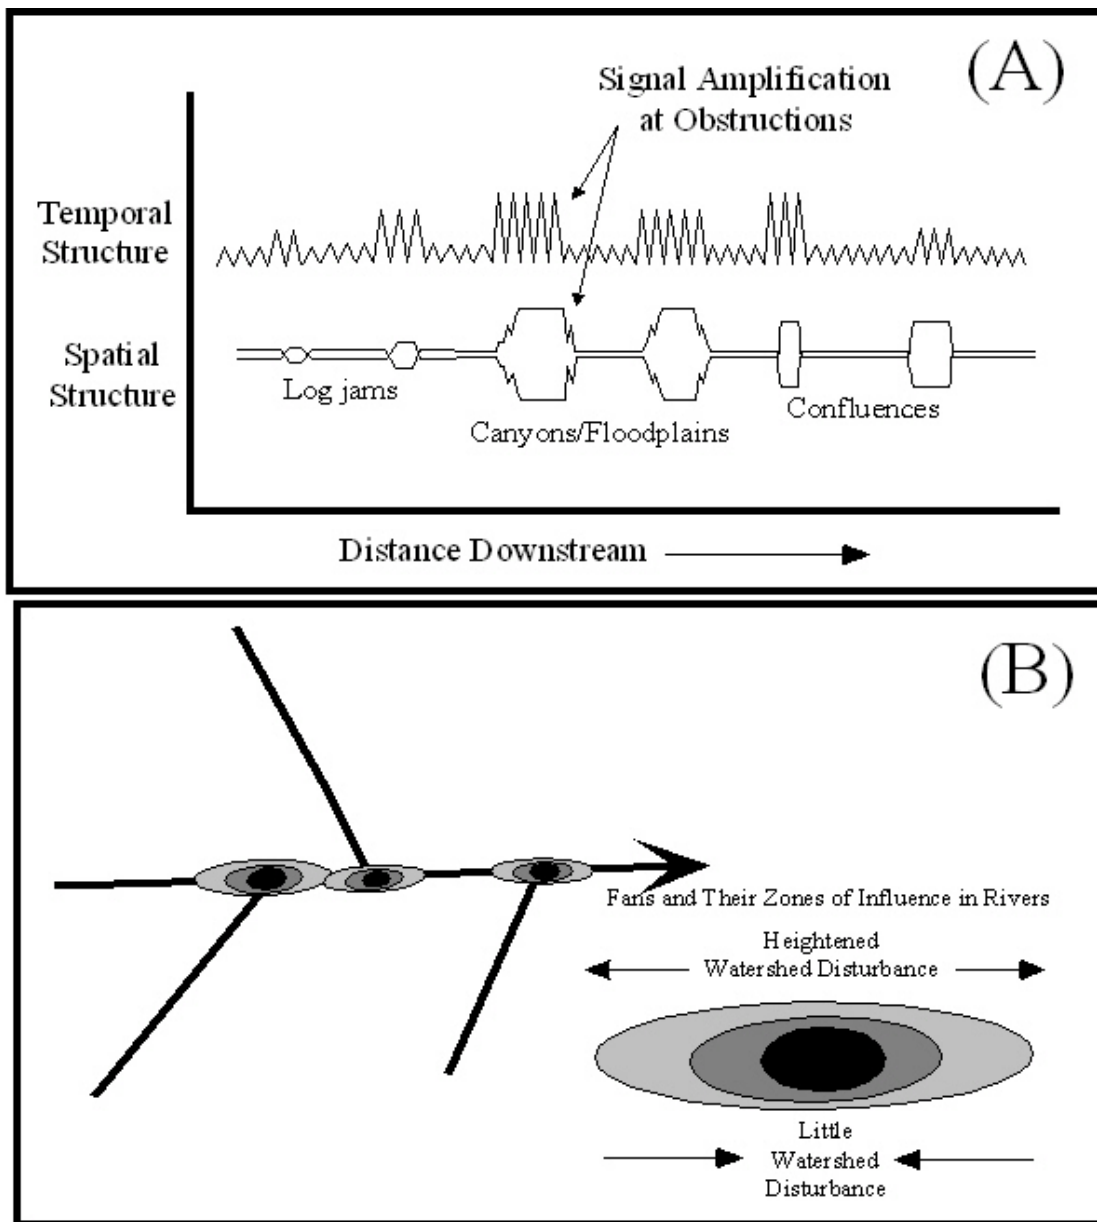 (A)
Signal Amplification
at Obstructions
Temporal
Structure
Spatial
Structure
Log jams
Canyons/Floodplains
Confluences
Distance Downstream
(B)
Fans and Their Zones of Influence in Rivers
Heightened
Watershed Disturbance
Little
Watershed
Disturbance